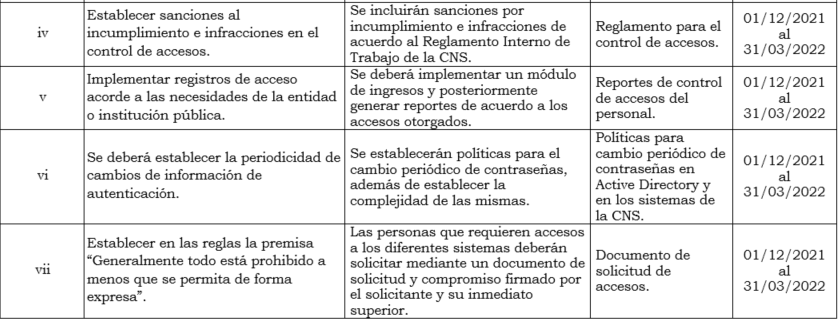 iv
Establecer sanciones al
incumplimiento e infracciones en el
control de accesos.
Se incluirán sanciones por
incumplimiento e infracciones de
acuerdo al Reglamento Interno de
Trabajo de la CNS.
Reglamento para el
control de accesos.
01/12/2021
al
31/03/2022
v
Implementar registros de acceso
acorde a las necesidades de la entidad
o institución pública.
Se deberá implementar un módulo
de ingresos y posteriormente
generar reportes de acuerdo a los
accesos otorgados.
Reportes de control
de accesos del
personal.
01/12/2021
al
31/03/2022
vi
Se deberá establecer la periodicidad de
cambios de información de
autenticación.
Se establecerán políticas para el
cambio periódico de contraseñas,
además de establecer la
complejidad de las mismas.
Políticas para
cambio periódico de
contraseñas en
Active Directory y
en los sistemas de
la CNS.
01/12/2021
al
31/03/2022
vii
Establecer en las reglas la premisa
“Generalmente todo está prohibido a
menos que se permita de forma
expresa”.
Las personas que requieren accesos
a los diferentes sistemas deberán
solicitar mediante un documento de
solicitud y compromiso firmado por
el solicitante y su inmediato
superior.
Documento de
solicitud de
accesos.
01/12/2021
al
31/03/2022